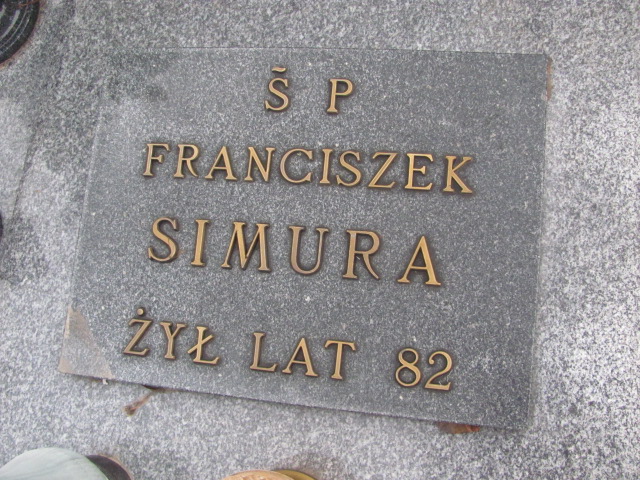 Ś P
FRANCISZEK
SIMURA
ŻYŁ LAT 82